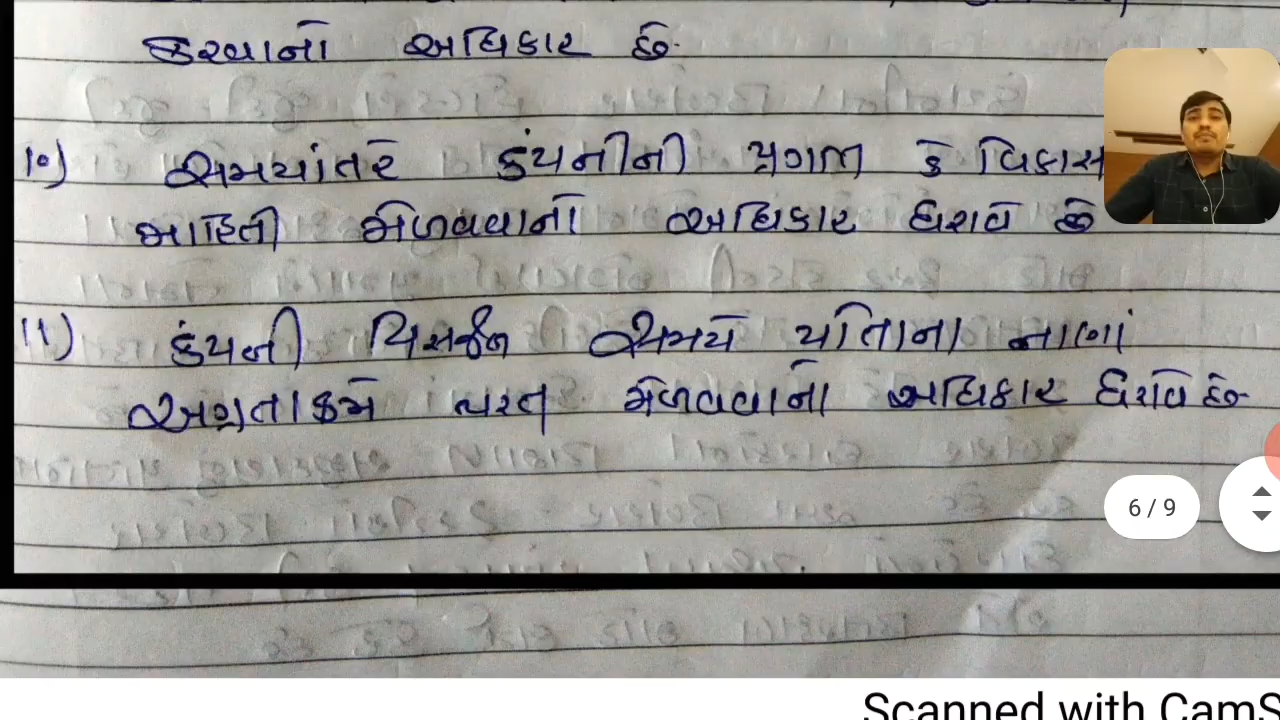 કરવાનો અધિકાર છે.
10) સમયાંતરે કંપનીની પ્રગતિ કે વિકાસ
માહિતી મેળવવાનો અધિકાર ધરાવે છે
11) કંપની વિસર્જન સમયે પોતાના નાણાં
અગ્રતાક્રમે પરત મેળવવાનો અધિકાર ધરાવે છે.
6 / 9
Scanned with CamS